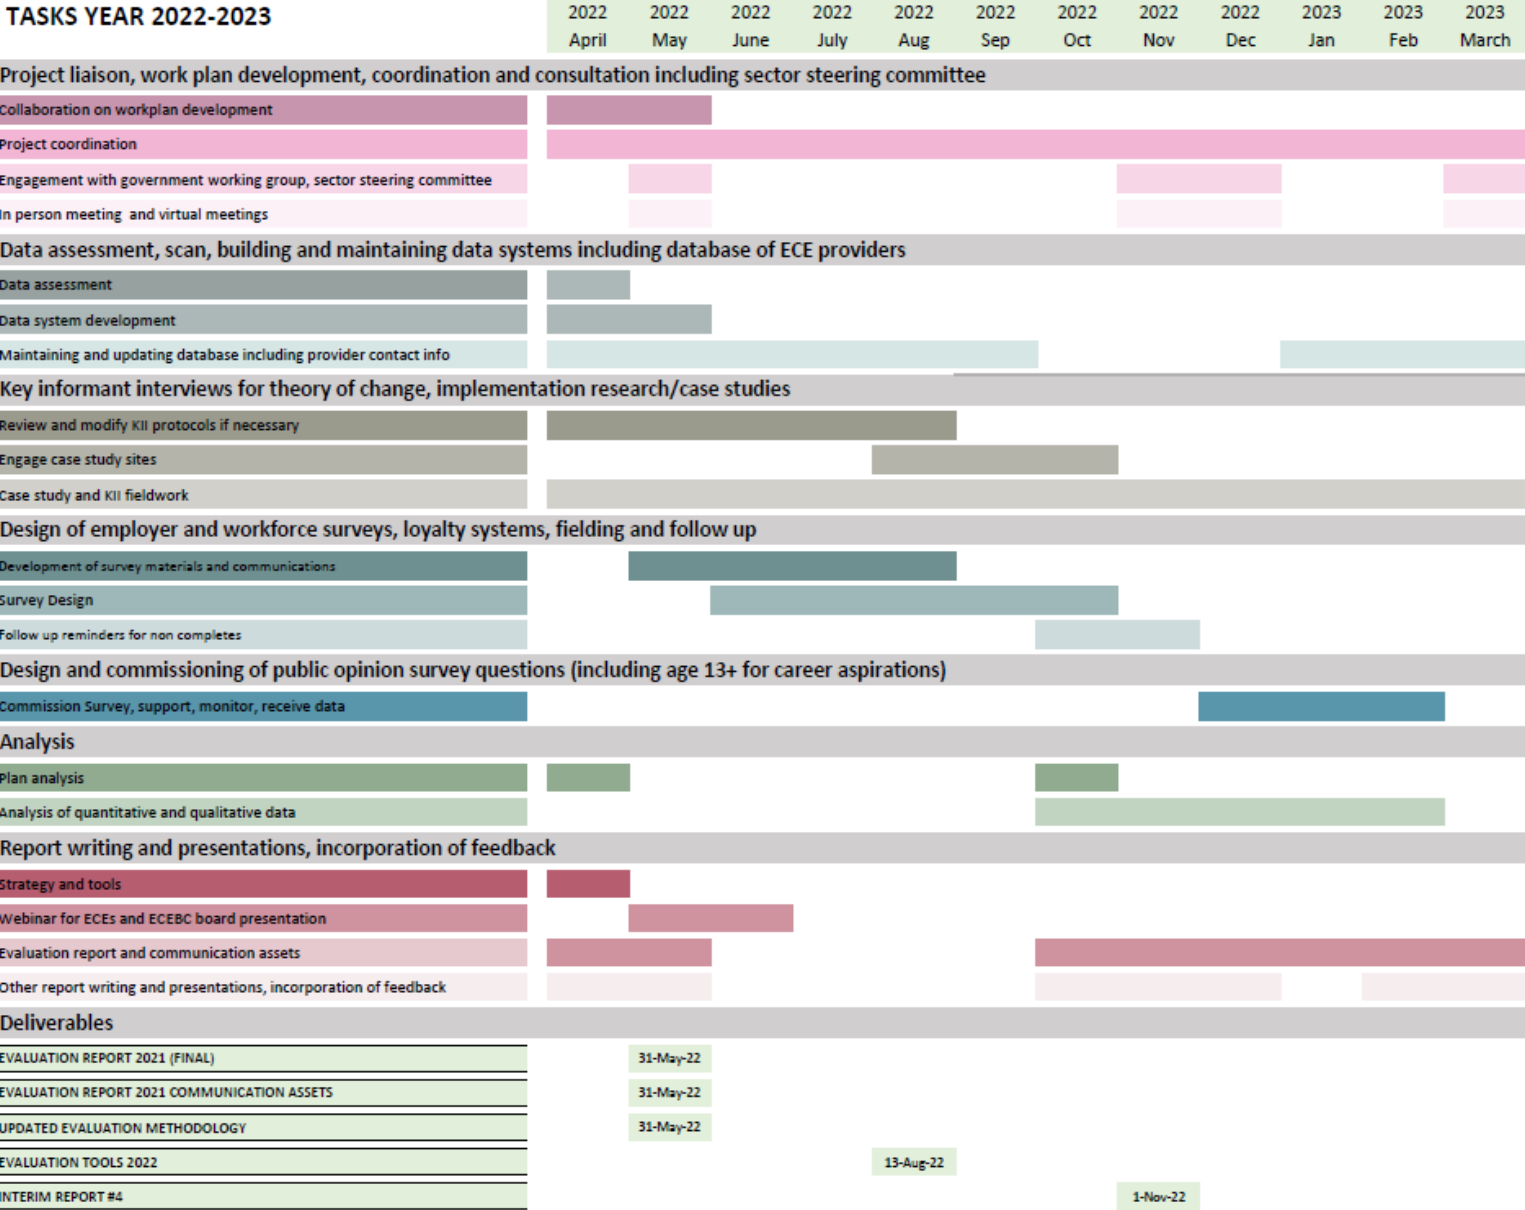 TASKS YEAR 2022-2023
2022 2022 2022 2022 2022 2022 2022 2022 2022 2023 2023 2023
April May June July Aug Sep Oct Nov Dec Jan Feb March
Project liaison, work plan development, coordination and consultation including sector steering committee
Collaboration on workplan development
Project coordination
Engagement with government working group, sector steering committee
In person meeting and virtual meetings
Data assessment, scan, building and maintaining data systems including database of ECE providers
Data assessment
Data system development
Maintaining and updating database including provider contact info
Key informant interviews for theory of change, implementation research/case studies
Review and modify KII protocols if necessary
Engage case study sites
Case study and KII fieldwork
Design of employer and workforce surveys, loyalty systems, fielding and follow up
Development of survey materials and communications
Survey Design
Follow up reminders for non completes
Design and commissioning of public opinion survey questions (including age 13+ for career aspirations)
Commission Survey, support, monitor, receive data
Analysis
Plan analysis
Analysis of quantitative and qualitative data
Report writing and presentations, incorporation of feedback
Strategy and tools
Webinar for ECEs and ECEBC board presentation
Evaluation report and communication assets
Other report writing and presentations, incorporation of feedback
Deliverables
EVALUATION REPORT 2021 (FINAL) 31-May-22
EVALUATION REPORT 2021 COMMUNICATION ASSETS 31-May-22
UPDATED EVALUATION METHODOLOGY 31-May-22
EVALUATION TOOLS 2022 13-Aug-22
INTERIM REPORT #4 1-Nov-22